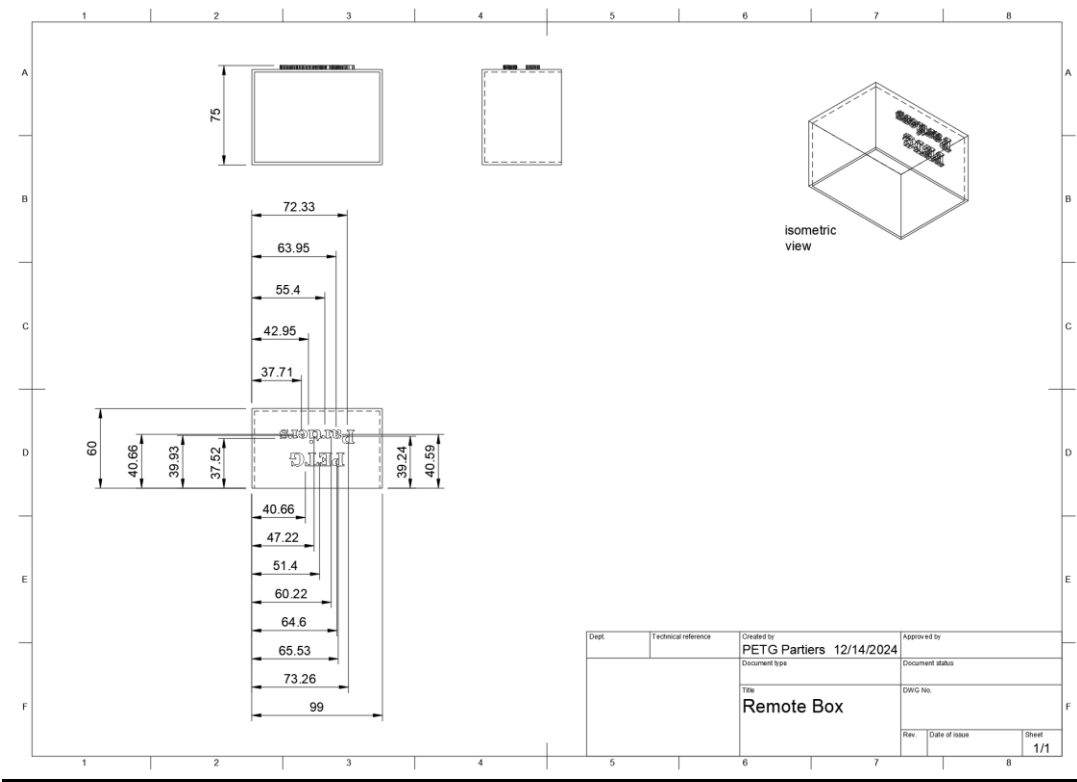 1 2 3 4 5 6 7 8
A A
75
B B
72.33
isometric
view
63.95
55.4
C C
42.95
37.71
Partiers
PETG
60
40.66
39.93
37.52
39.24
40.59
D D
40.66
47.22
51.4
E E
60.22
64.6
65.53
73.26
99
Dept. Technical reference Created by Approved by
PETG Partiers 12/14/2024
Document type Document status
Title DWG No.
Remote Box
F F
Rev. Date of issue Sheet
1/1
1 2 3 4 5 6 7 8